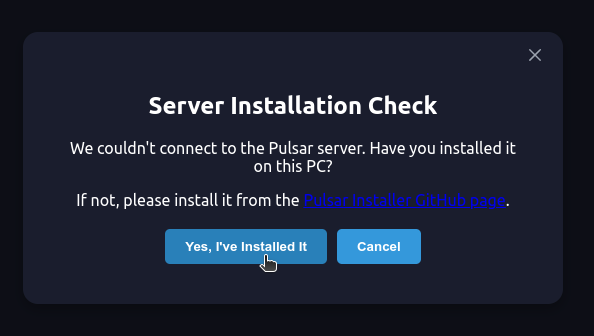 Server Installation Check
We couldn't connect to the Pulsar server. Have you installed it
on this PC?
If not, please install it from the Pulsar Installer GitHub page.
Yes, I've Installed It
Cancel